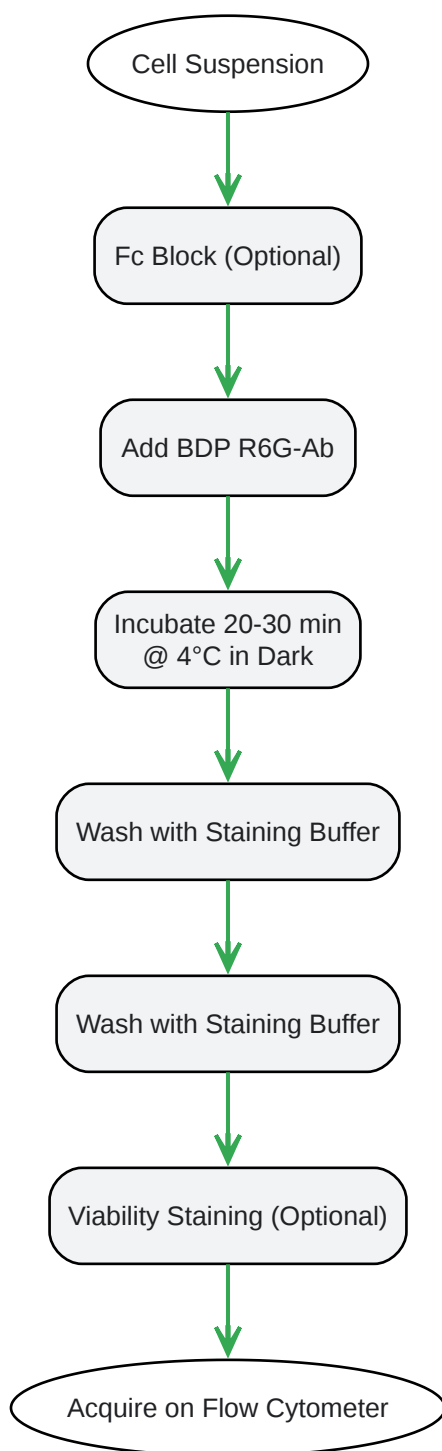 Cell Suspension
Fc Block (Optional)
Add BDP R6G-Ab
Incubate 20-30 min
@ 4°C in Dark
Wash with Staining Buffer
Wash with Staining Buffer
Viability Staining (Optional)
Acquire on Flow Cytometer